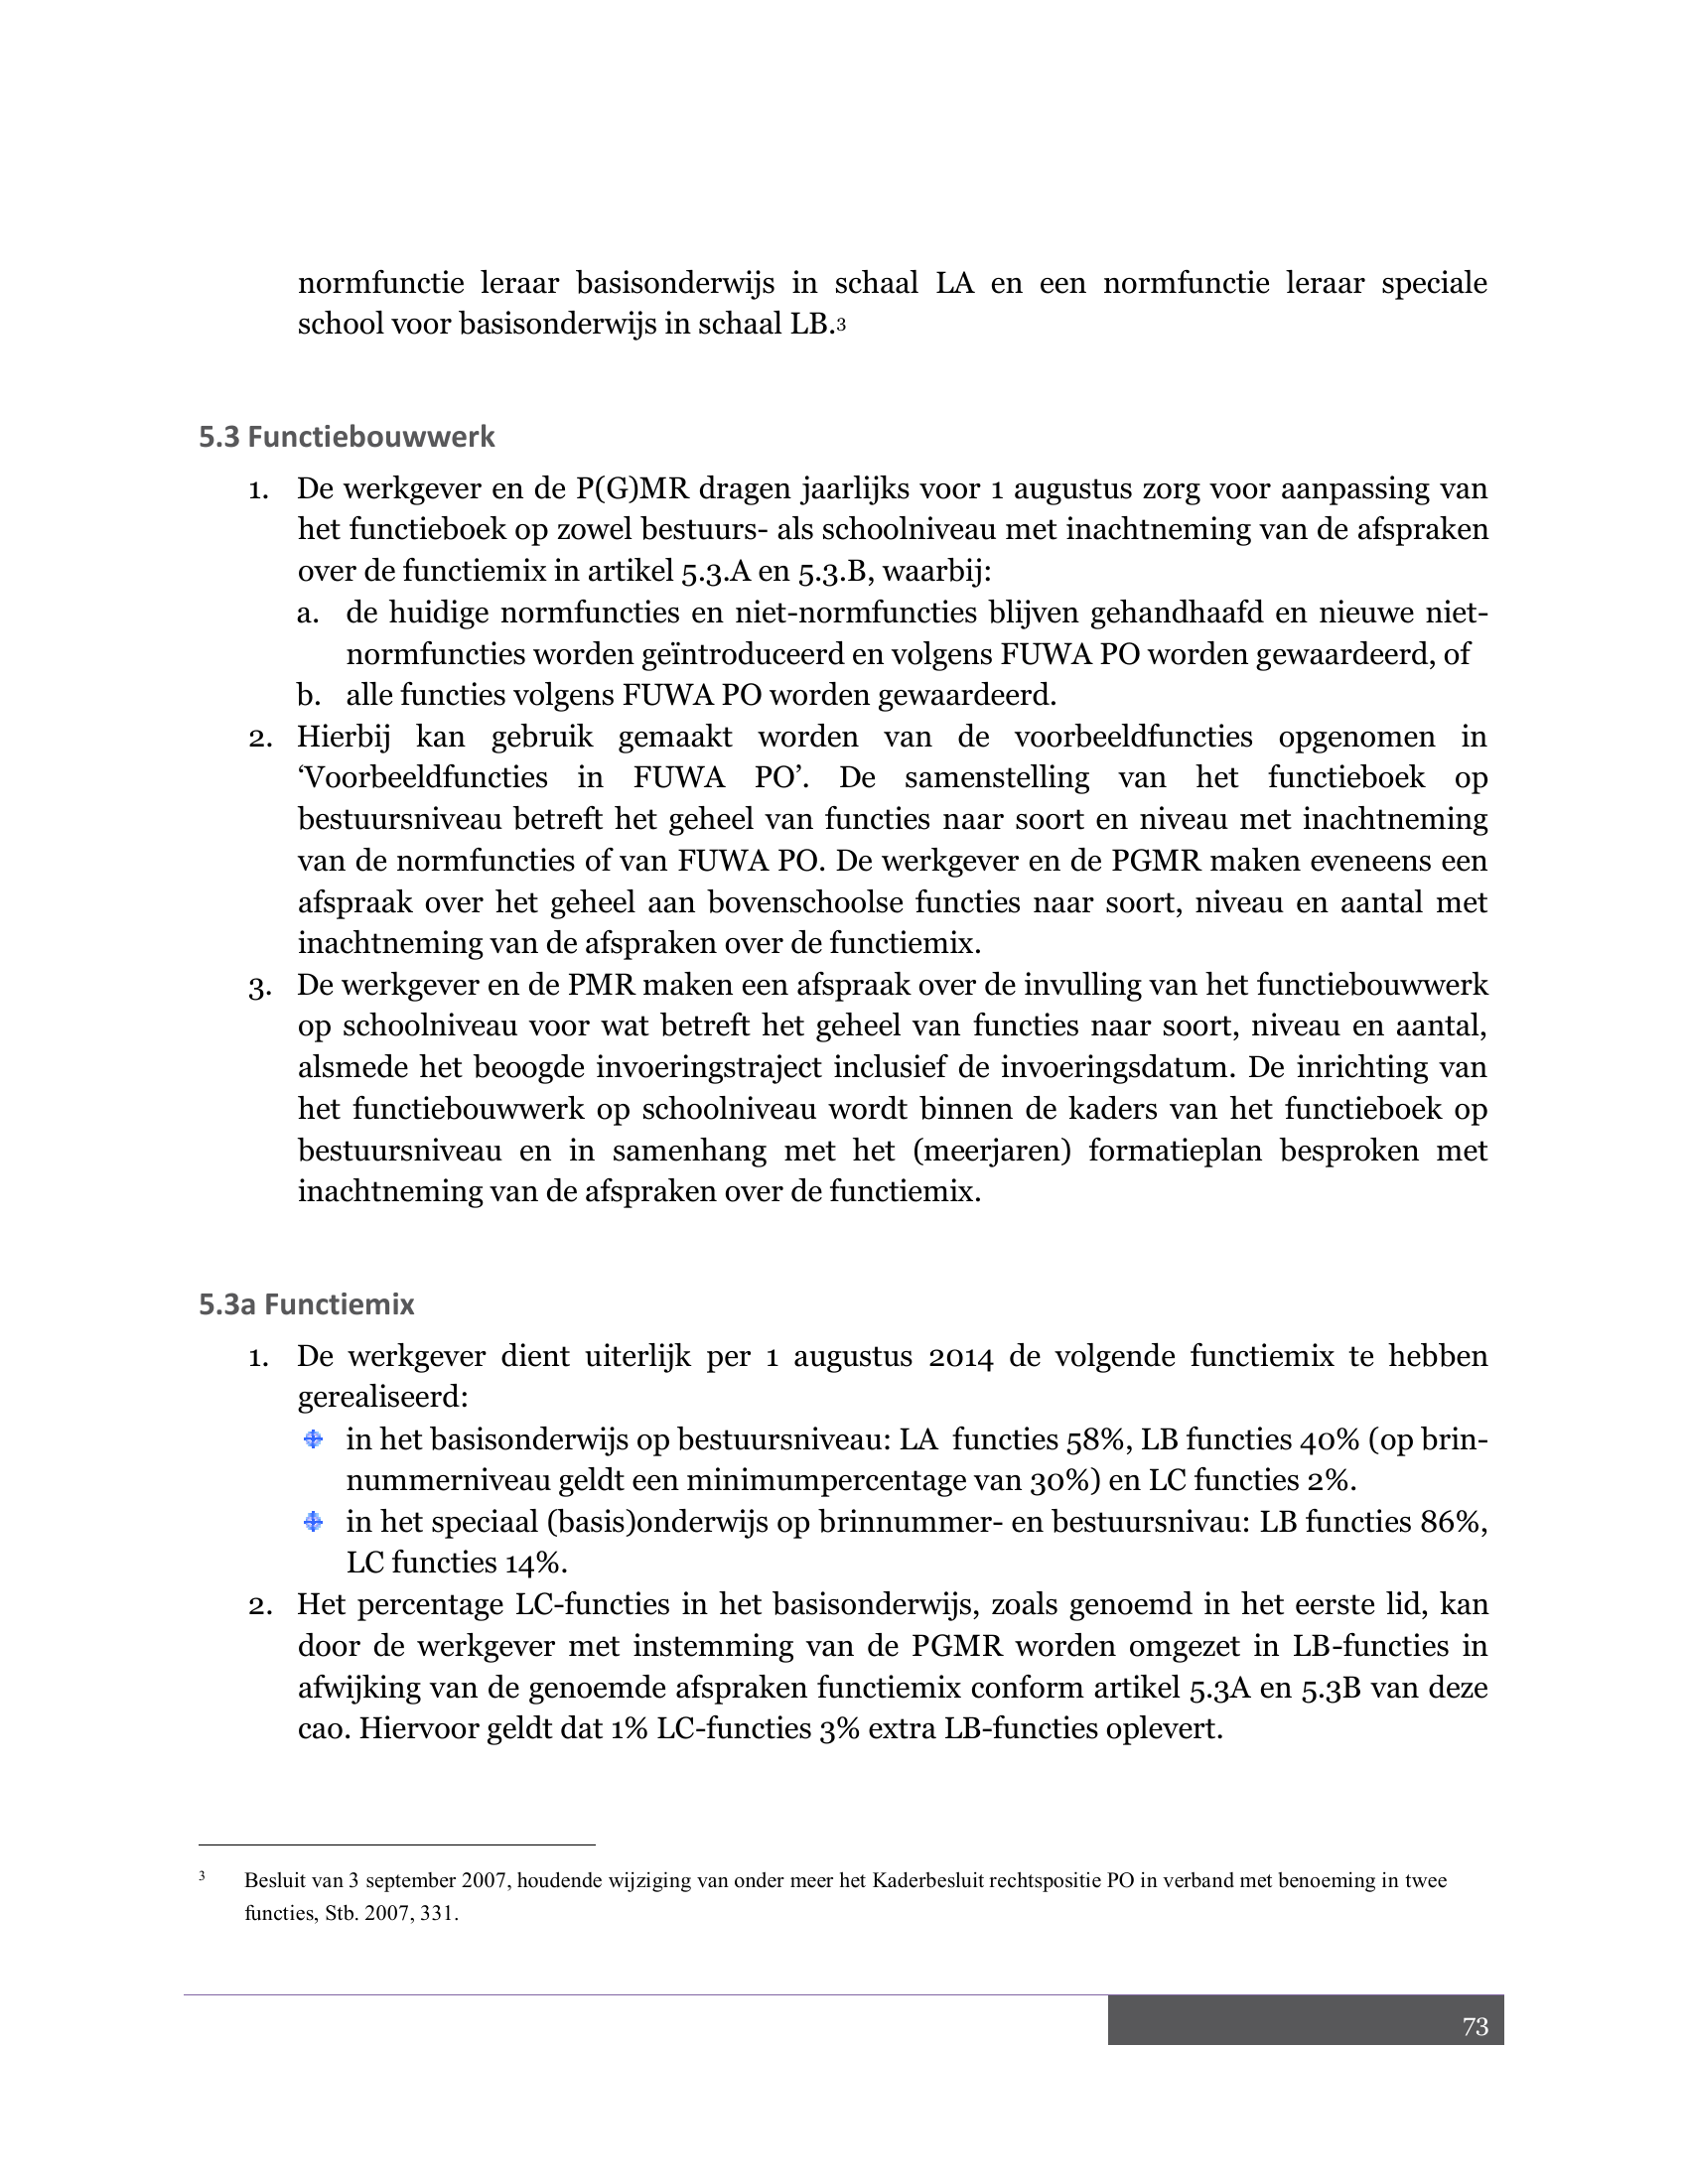 normfunctie leraar basisonderwijs in schaal LA en een normfunctie leraar speciale
school voor basisonderwijs in schaal LB.3
5.3 Functiebouwwerk
1. De werkgever en de P(G)MR dragen jaarlijks voor 1 augustus zorg voor aanpassing van
het functieboek op zowel bestuurs- als schoolniveau met inachtneming van de afspraken
over de functiemix in artikel 5.3.A en 5.3.B, waarbij:
a. de huidige normfuncties en niet-normfuncties blijven gehandhaafd en nieuwe niet-
normfuncties worden geïntroduceerd en volgens FUWA PO worden gewaardeerd, of
b. alle functies volgens FUWA PO worden gewaardeerd.
2. Hierbij kan gebruik gemaakt worden van de voorbeeldfuncties opgenomen in
‘Voorbeeldfuncties in FUWA PO’. De samenstelling van het functieboek op
bestuursniveau betreft het geheel van functies naar soort en niveau met inachtneming
van de normfuncties of van FUWA PO. De werkgever en de PGMR maken eveneens een
afspraak over het geheel aan bovenschoolse functies naar soort, niveau en aantal met
inachtneming van de afspraken over de functiemix.
3. De werkgever en de PMR maken een afspraak over de invulling van het functiebouwwerk
op schoolniveau voor wat betreft het geheel van functies naar soort, niveau en aantal,
alsmede het beoogde invoeringstraject inclusief de invoeringsdatum. De inrichting van
het functiebouwwerk op schoolniveau wordt binnen de kaders van het functieboek op
bestuursniveau en in samenhang met het (meerjaren) formatieplan besproken met
inachtneming van de afspraken over de functiemix.
5.3a Functiemix
1. De werkgever dient uiterlijk per 1 augustus 2014 de volgende functiemix te hebben
gerealiseerd:
in het basisonderwijs op bestuursniveau: LA functies 58%, LB functies 40% (op brin-
nummerniveau geldt een minimumpercentage van 30%) en LC functies 2%.
in het speciaal (basis)onderwijs op brinnummer- en bestuursnivau: LB functies 86%,
LC functies 14%.
2. Het percentage LC-functies in het basisonderwijs, zoals genoemd in het eerste lid, kan
door de werkgever met instemming van de PGMR worden omgezet in LB-functies in
afwijking van de genoemde afspraken functiemix conform artikel 5.3A en 5.3B van deze
cao. Hiervoor geldt dat 1% LC-functies 3% extra LB-functies oplevert.
3 Besluit van 3 september 2007, houdende wijziging van onder meer het Kaderbesluit rechtspositie PO in verband met benoeming in twee
functies, Stb. 2007, 331.
73